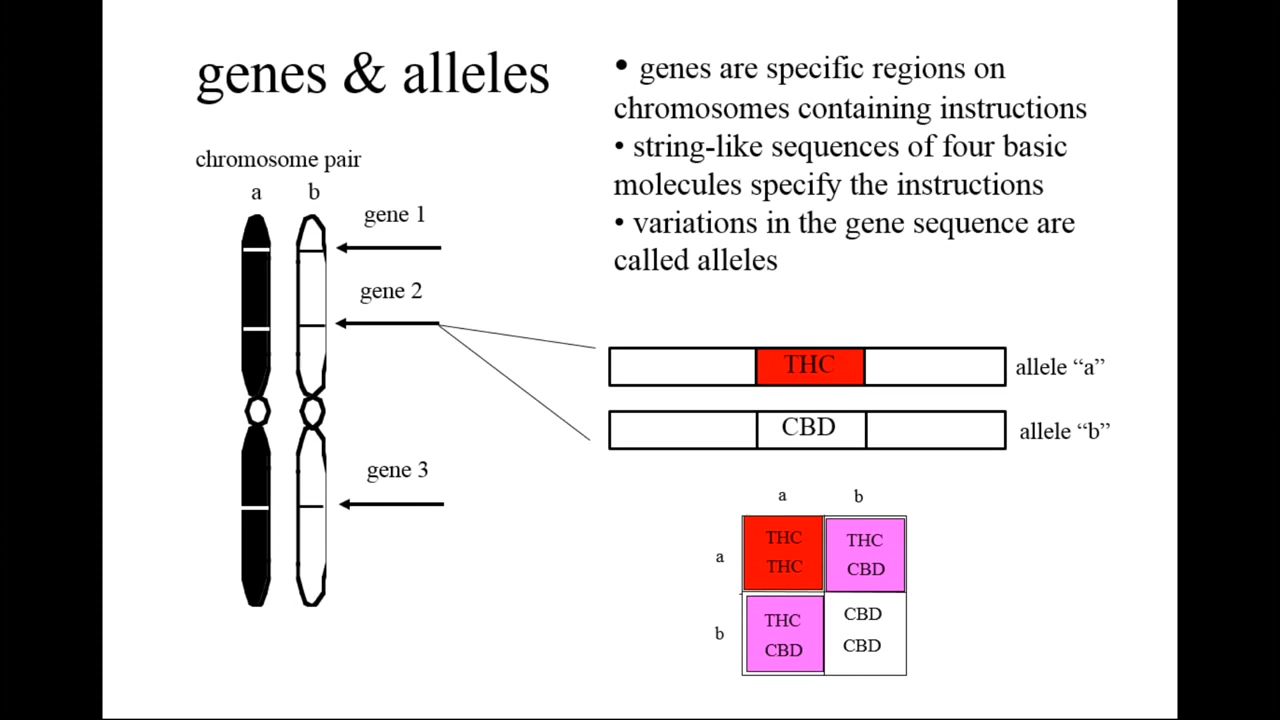 genes & alleles
• genes are specific regions on
chromosomes containing instructions
• string-like sequences of four basic
molecules specify the instructions
• variations in the gene sequence are
called alleles
chromosome pair
a b
gene 1
gene 2
gene 3
THC allele “a”
CBD allele “b”
a b
a THC THC
THC CBD
b THC CBD
CBD CBD